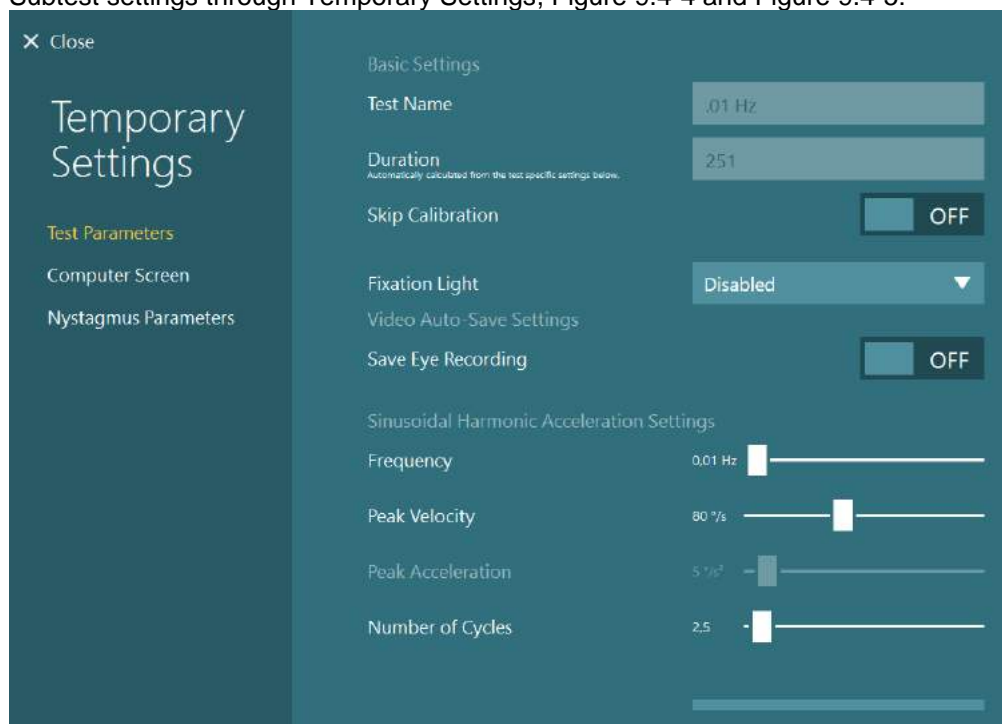 Subtest settings through Temporary Settings, Figure 9.4-4 and Figure 9.4-5.
X Close
Temporary
Settings
Test Parameters
Computer Screen
Nystagmus Parameters
Basic Settings
Test Name .01 Hz
Duration 251
Automatically calculated from the test specific settings below.
Skip Calibration OFF
Fixation Light Disabled
Video Auto-Save Settings
Save Eye Recording OFF
Sinusoidal Harmonic Acceleration Settings
Frequency 0,01 Hz
Peak Velocity 80 °/s
Peak Acceleration 5 °/s²
Number of Cycles 2,5